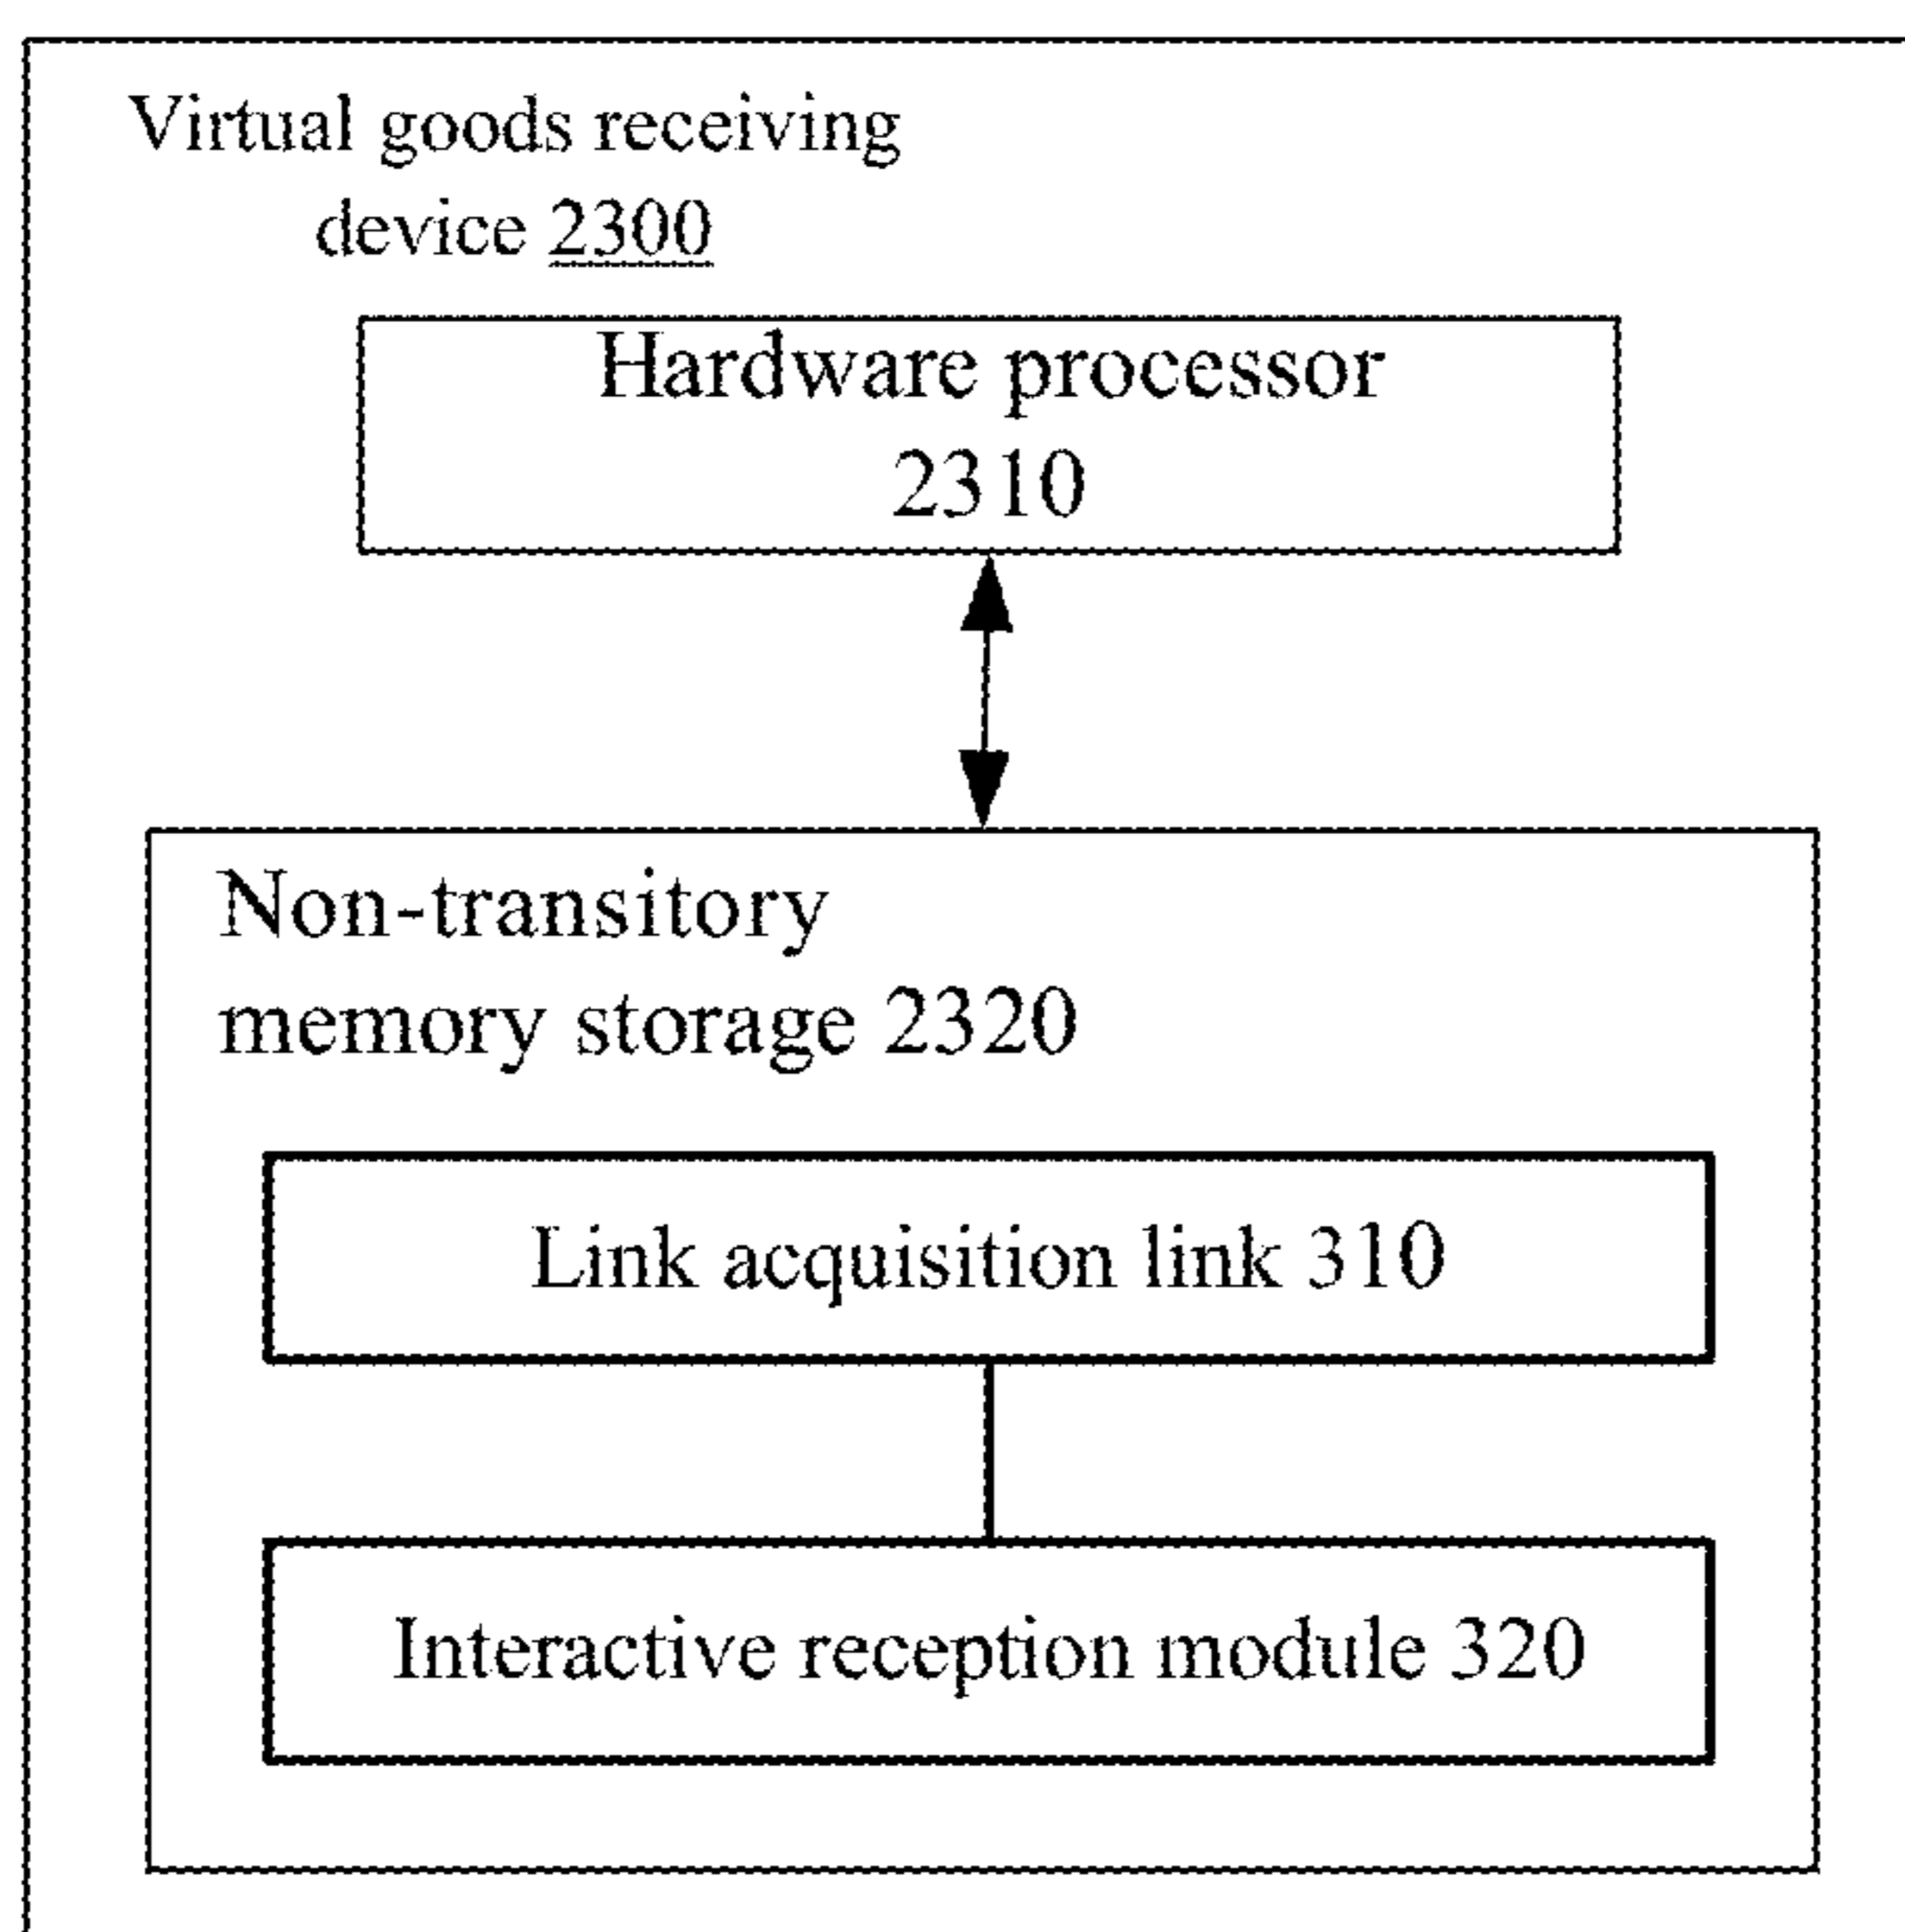 Virtual goods receiving
device 2300
Hardware processor
2310
Non-transitory
memory storage 2320
Link acquisition link 310
Interactive reception module 320